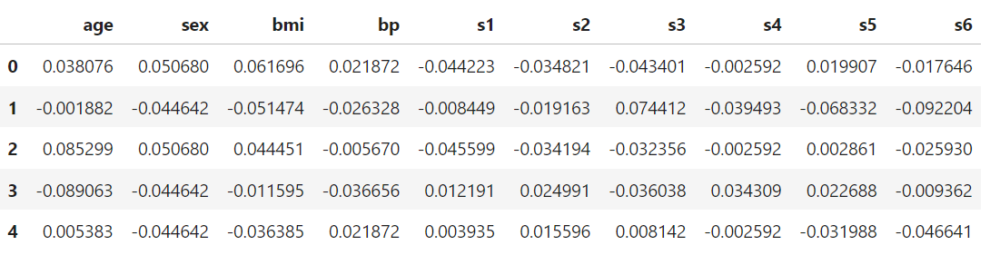 age sex bmi bp s1 s2 s3 s4 s5 s6
0 0.038076 0.050680 0.061696 0.021872 -0.044223 -0.034821 -0.043401 -0.002592 0.019907 -0.017646
1 -0.001882 -0.044642 -0.051474 -0.026328 -0.008449 -0.019163 0.074412 -0.039493 -0.068332 -0.092204
2 0.085299 0.050680 0.044451 -0.005670 -0.045599 -0.034194 -0.032356 -0.002592 0.002861 -0.025930
3 -0.089063 -0.044642 -0.011595 -0.036656 0.012191 0.024991 -0.036038 0.034309 0.022688 -0.009362
4 0.005383 -0.044642 -0.036385 0.021872 0.003935 0.015596 0.008142 -0.002592 -0.031988 -0.046641